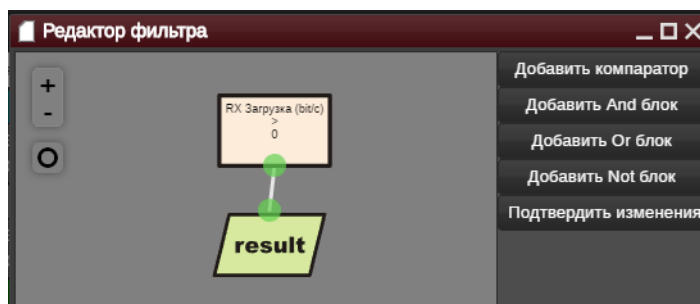 Редактор фильтра
+
-
RX Загрузка (bit/c)
>
0
result
Добавить компаратор
Добавить And блок
Добавить Or блок
Добавить Not блок
Подтвердить изменения